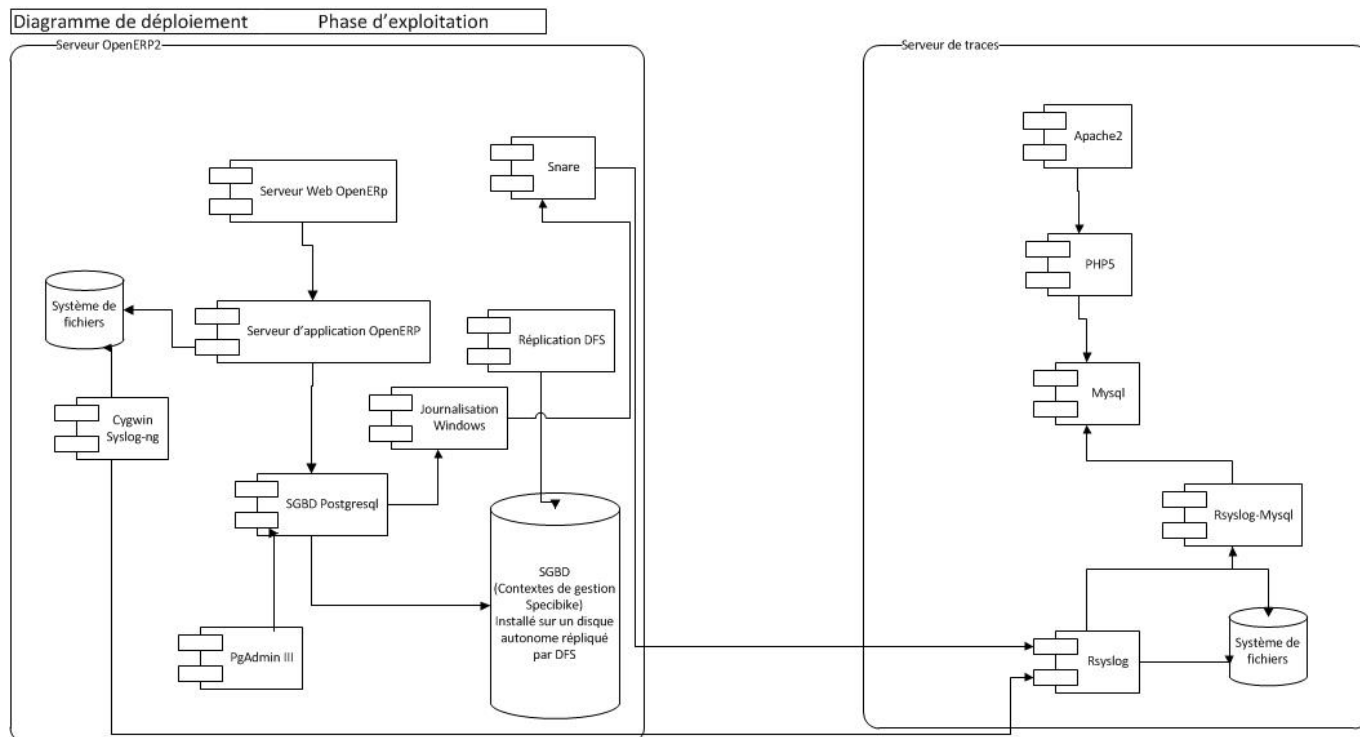 Diagramme de déploiement Phase d'exploitation
Serveur OpenERP2
Serveur de traces
Apache2
Snare
Serveur Web OpenERp
PHP5
Système de
fichiers
Serveur d'application OpenERP
Réplication DFS
Mysql
Journalisation
Windows
Cygwin
Syslog-ng
SGBD Postgresql
Rsyslog-Mysql
SGBD
(Contextes de gestion
Specibike)
Installé sur un disque
autonome répliqué
par DFS
PgAdmin III
Rsyslog
Système de
fichiers